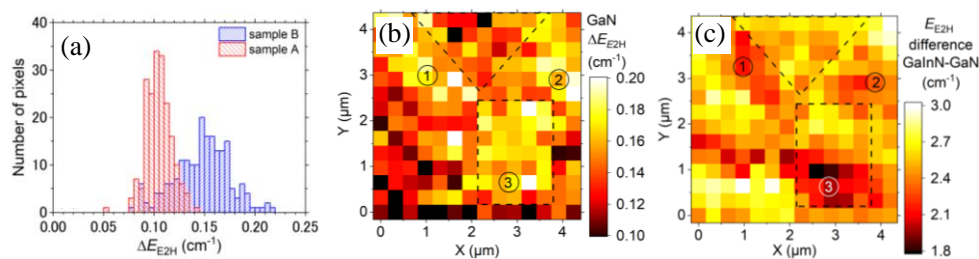 (a)
sample B
sample A
Number of pixels
40
30
20
10
0
0.00 0.05 0.10 0.15 0.20 0.25
ΔE_E2H (cm⁻¹)
(b)
GaN
ΔE_E2H
(cm⁻¹)
0.20
0.18
0.16
0.14
0.12
0.10
Y (µm)
4
3
2
1
0
0 1 2 3 4
X (µm)
①
②
③
(c)
E_E2H
difference
GaInN-GaN
(cm⁻¹)
3.0
2.7
2.4
2.1
1.8
Y (µm)
4
3
2
1
0
0 1 2 3 4
X (µm)
①
②
③